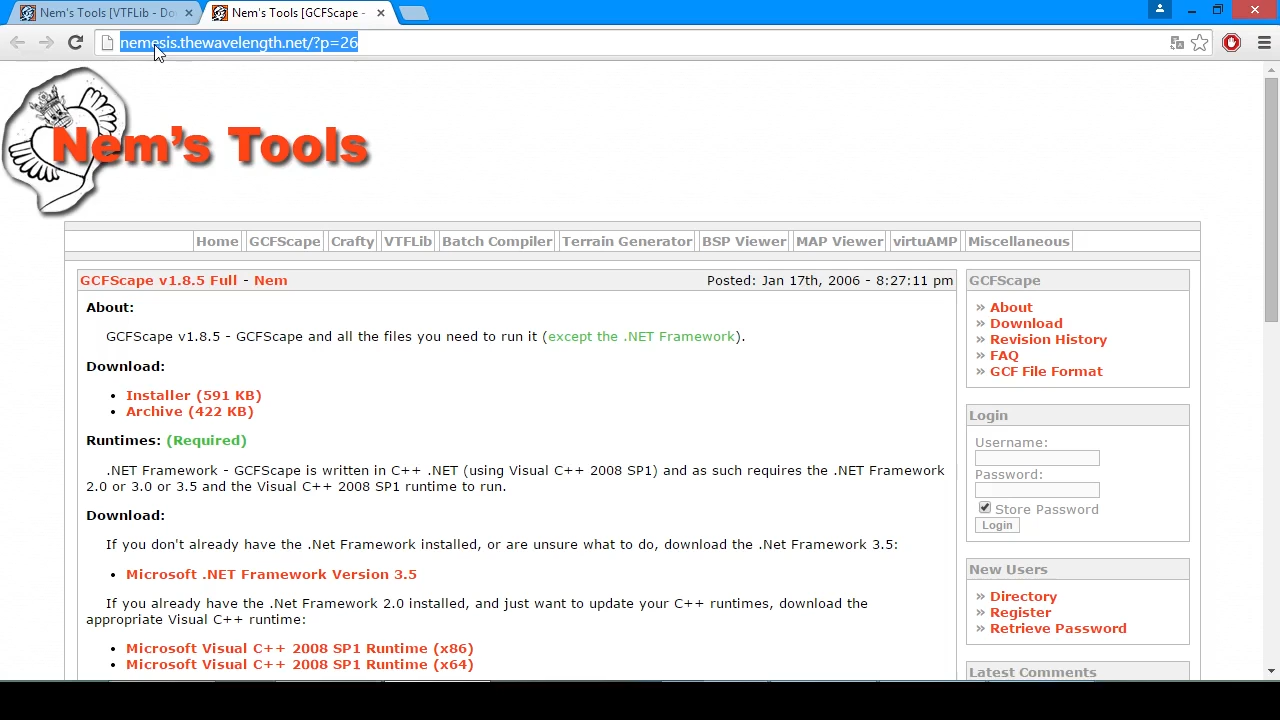 Nem's Tools [VTFLib - Do
Nem's Tools [GCFScape -
nemesis.thewavelength.net/?p=26
Nem's Tools
Home GCFScape Crafty VTFLib Batch Compiler Terrain Generator BSP Viewer MAP Viewer virtuAMP Miscellaneous
GCFScape v1.8.5 Full - Nem Posted: Jan 17th, 2006 - 8:27:11 pm
About:
GCFScape v1.8.5 - GCFScape and all the files you need to run it (except the .NET Framework).
Download:
• Installer (591 KB)
• Archive (422 KB)
Runtimes: (Required)
.NET Framework - GCFScape is written in C++ .NET (using Visual C++ 2008 SP1) and as such requires the .NET Framework
2.0 or 3.0 or 3.5 and the Visual C++ 2008 SP1 runtime to run.
Download:
If you don't already have the .Net Framework installed, or are unsure what to do, download the .Net Framework 3.5:
• Microsoft .NET Framework Version 3.5
If you already have the .Net Framework 2.0 installed, and just want to update your C++ runtimes, download the
appropriate Visual C++ runtime:
• Microsoft Visual C++ 2008 SP1 Runtime (x86)
• Microsoft Visual C++ 2008 SP1 Runtime (x64)
GCFScape
» About
» Download
» Revision History
» FAQ
» GCF File Format
Login
Username:
Password:
Store Password
Login
New Users
» Directory
» Register
» Retrieve Password
Latest Comments